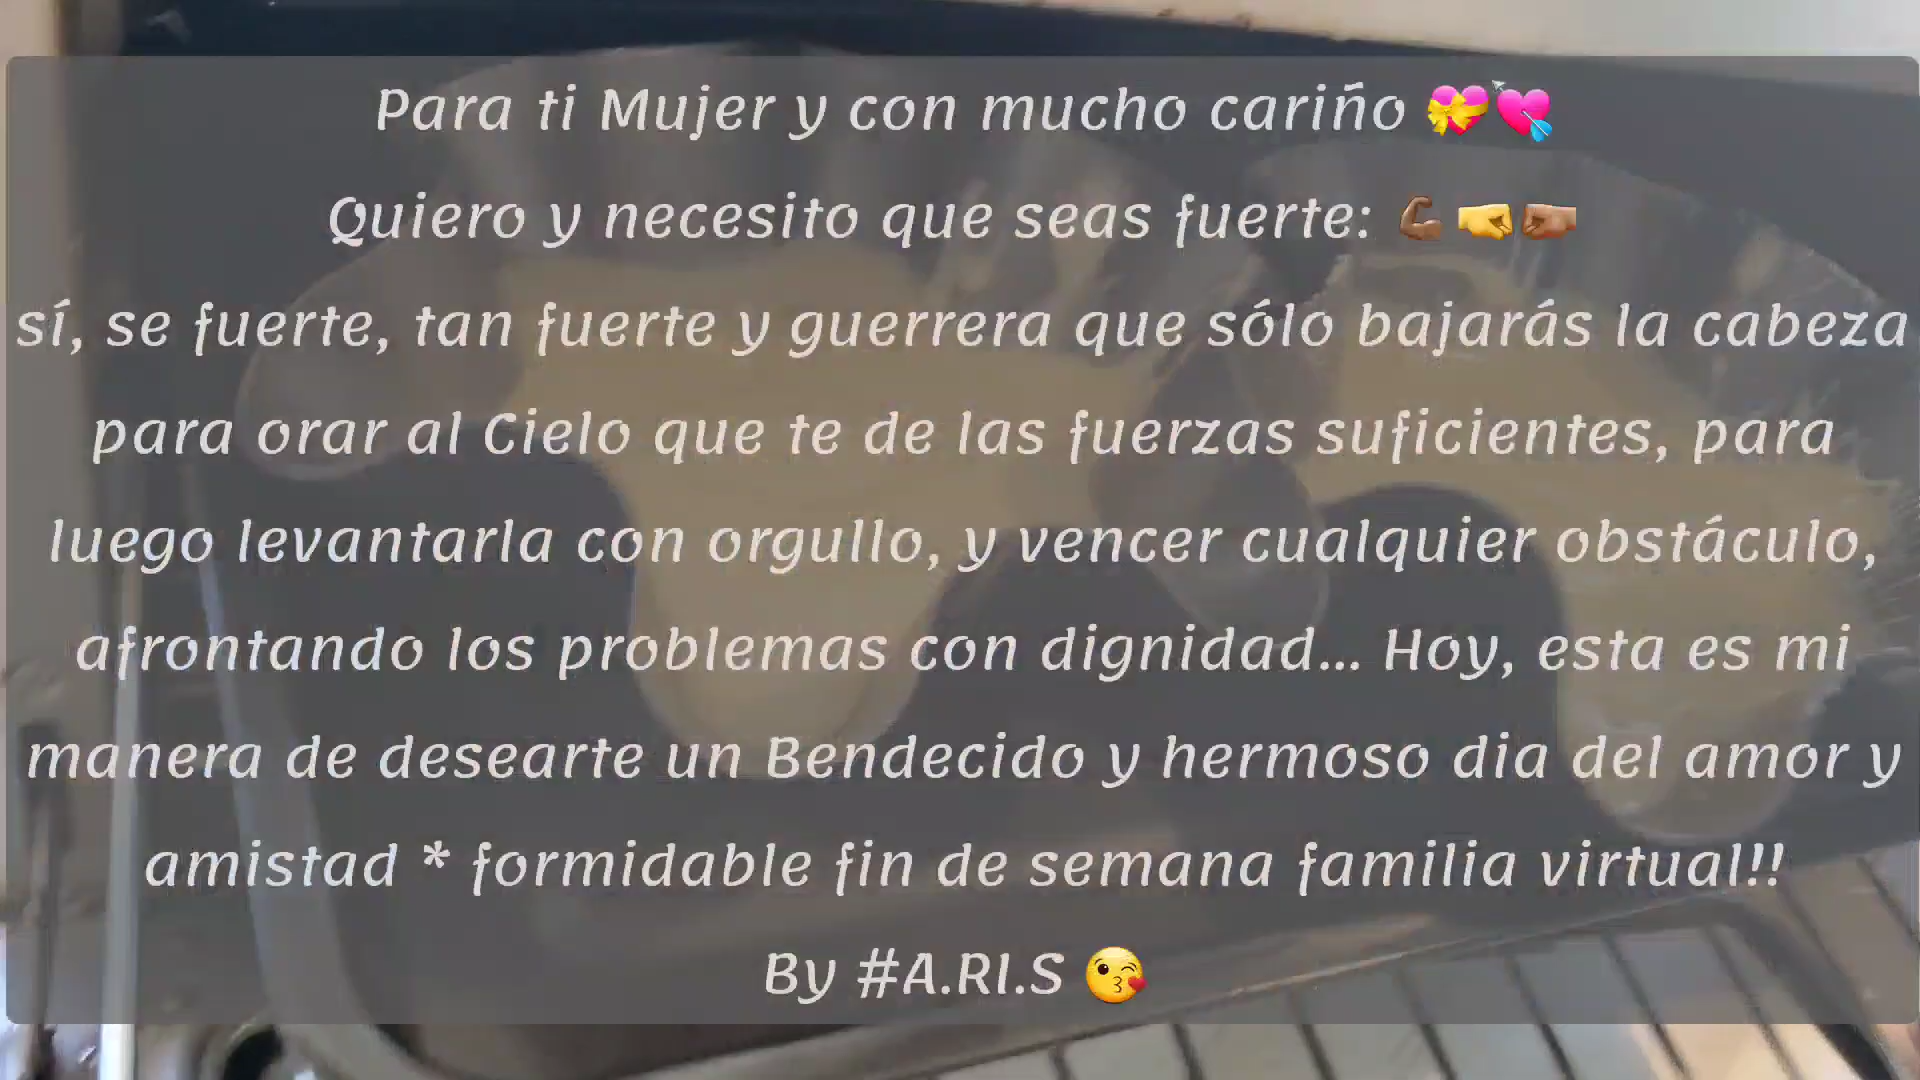 Para ti Mujer y con mucho cariño 💝💘
Quiero y necesito que seas fuerte: 💪🏾🤜🤛🏾
sí, se fuerte, tan fuerte y guerrera que sólo bajarás la cabeza
para orar al Cielo que te de las fuerzas suficientes, para
luego levantarla con orgullo, y vencer cualquier obstáculo,
afrontando los problemas con dignidad... Hoy, esta es mi
manera de desearte un Bendecido y hermoso dia del amor y
amistad * formidable fin de semana familia virtual!!
By #A.RI.S 😘